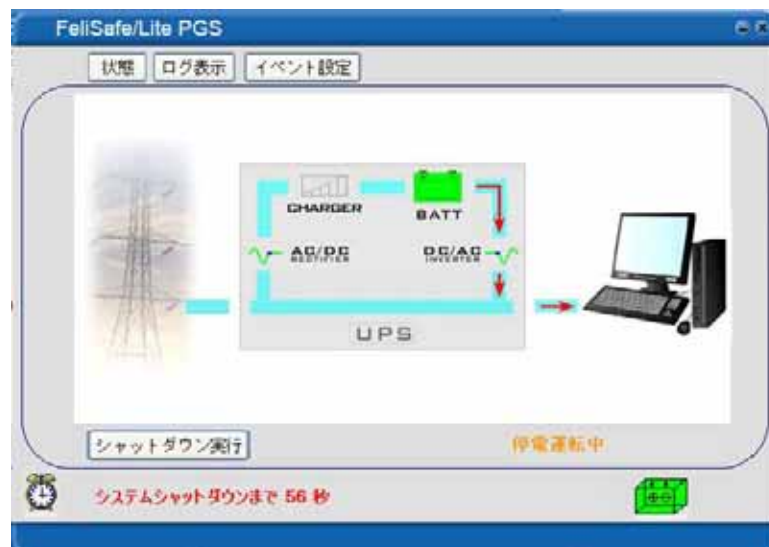 FeliSafe/Lite PGS
状態 ログ表示 イベント設定
CHARGER
BATT
AC/DC
RECTIFIER
DC/AC
INVERTER
UPS
シャットダウン実行
停電運転中
システムシャットダウンまで 56 秒